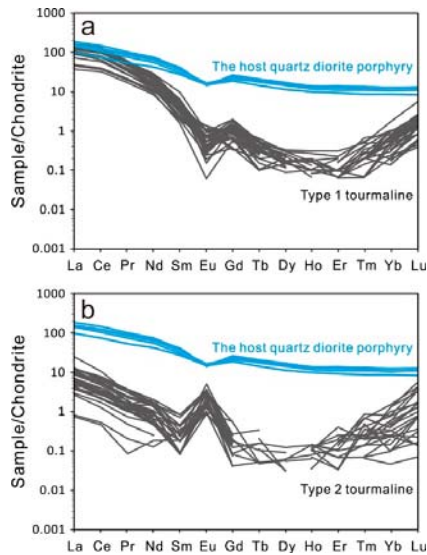 a
1000
100
10
1
0.1
0.01
0.001
Sample/Chondrite
The host quartz diorite porphyry
Type 1 tourmaline
La Ce Pr Nd Sm Eu Gd Tb Dy Ho Er Tm Yb Lu
b
1000
100
10
1
0.1
0.01
0.001
Sample/Chondrite
The host quartz diorite porphyry
Type 2 tourmaline
La Ce Pr Nd Sm Eu Gd Tb Dy Ho Er Tm Yb Lu